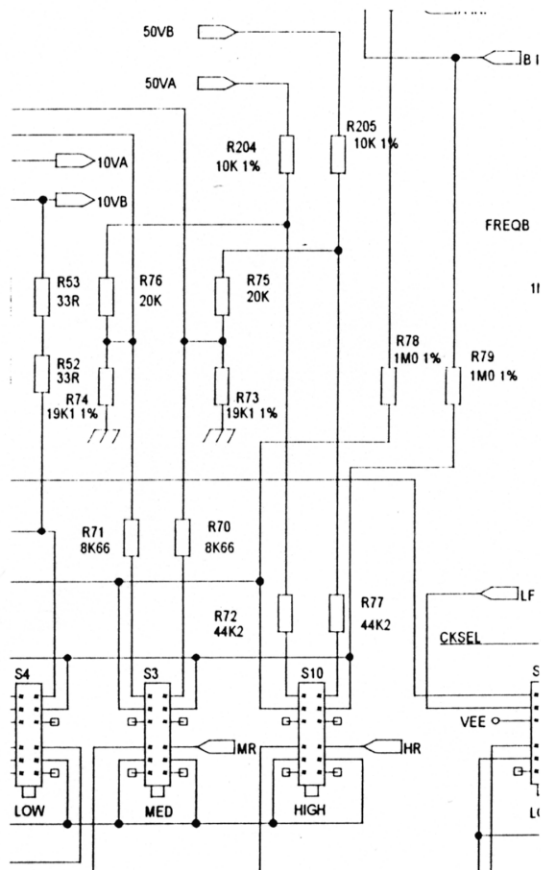 50VB
B
50VA
R204
10K 1%
R205
10K 1%
10VA
10VB
FREQB
R53
33R
R76
20K
R75
20K
R52
33R
R74
19K1 1%
R73
19K1 1%
R78
1M0 1%
R79
1M0 1%
R71
8K66
R70
8K66
R72
44K2
R77
44K2
LF
CKSEL
S4
S3
S10
S
VEE
MR
HR
LOW
MED
HIGH